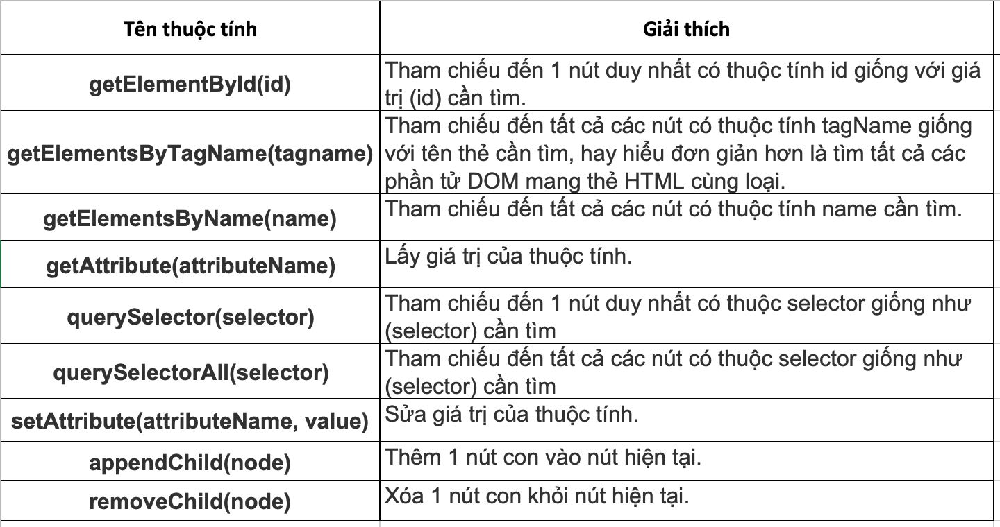 Tên thuộc tính
Giải thích
getElementById(id)
Tham chiếu đến 1 nút duy nhất có thuộc tính id giống với giá
trị (id) cần tìm.
getElementsByTagName(tagname)
Tham chiếu đến tất cả các nút có thuộc tính tagName giống
với tên thẻ cần tìm, hay hiểu đơn giản hơn là tìm tất cả các
phần tử DOM mang thẻ HTML cùng loại.
getElementsByName(name)
Tham chiếu đến tất cả các nút có thuộc tính name cần tìm.
getAttribute(attributeName)
Lấy giá trị của thuộc tính.
querySelector(selector)
Tham chiếu đến 1 nút duy nhất có thuộc selector giống như
(selector) cần tìm
querySelectorAll(selector)
Tham chiếu đến tất cả các nút có thuộc selector giống như
(selector) cần tìm
setAttribute(attributeName, value)
Sửa giá trị của thuộc tính.
appendChild(node)
Thêm 1 nút con vào nút hiện tại.
removeChild(node)
Xóa 1 nút con khỏi nút hiện tại.